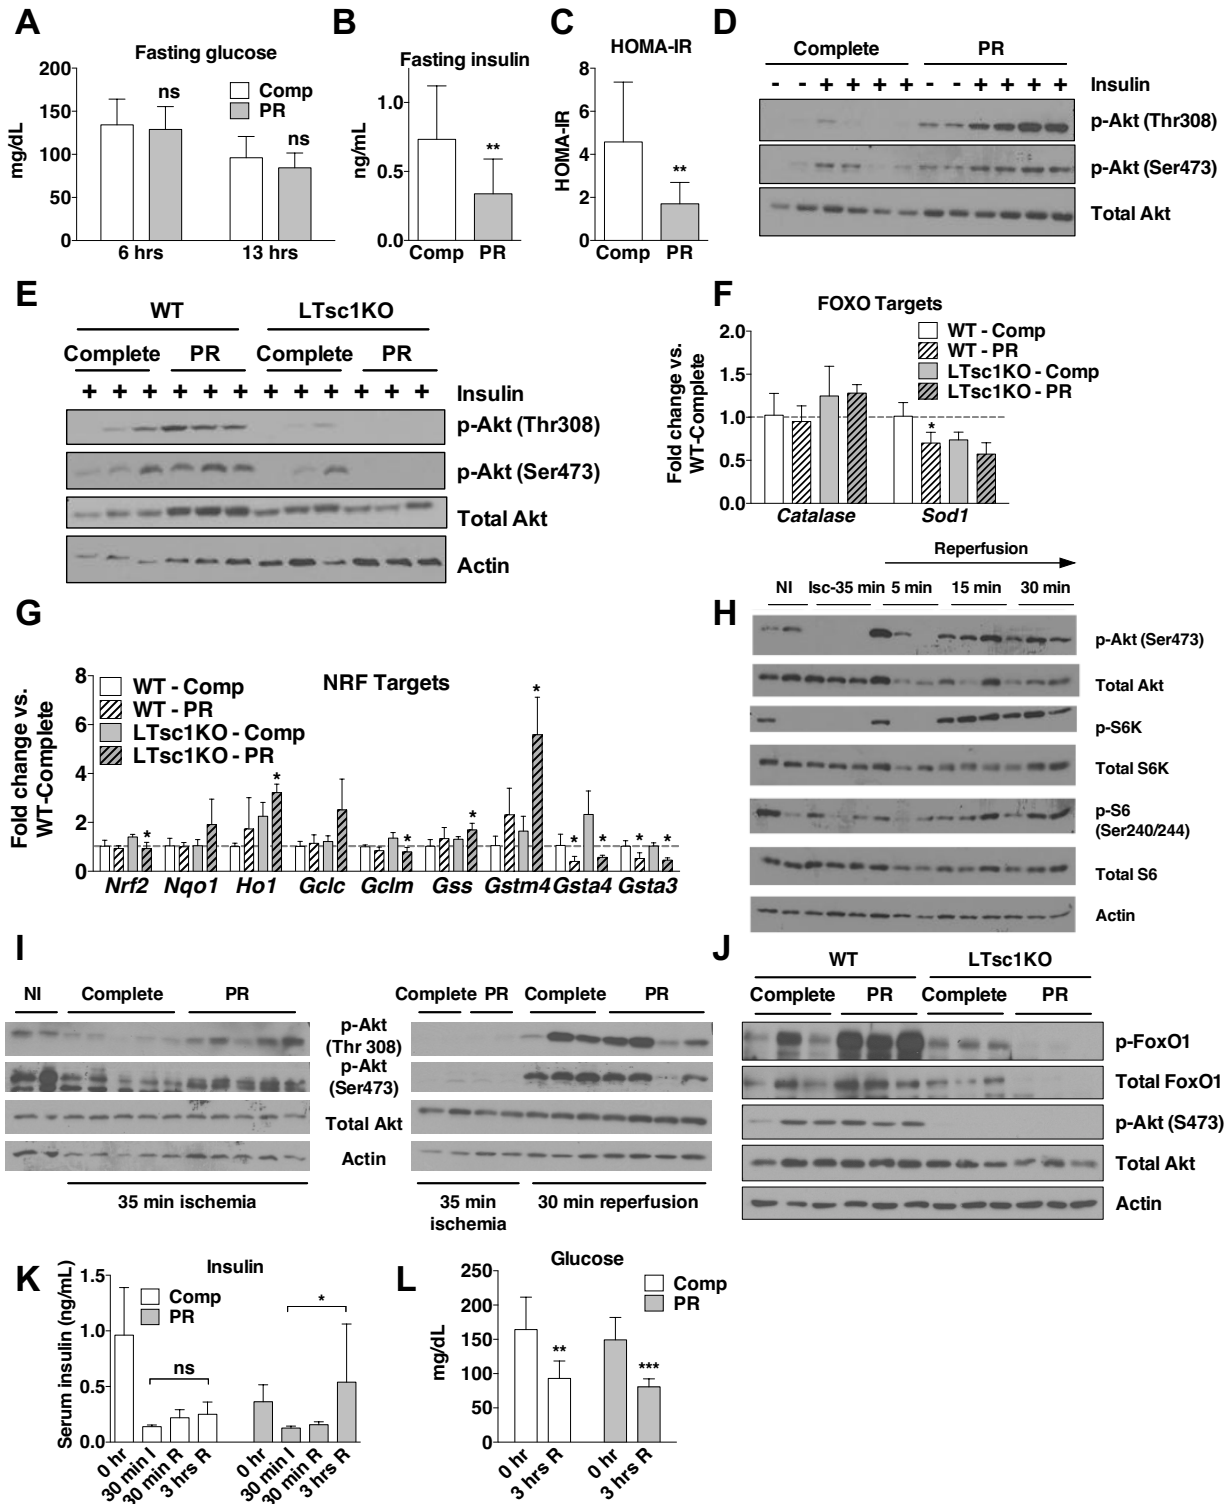 A
Fasting glucose
200
150
100
50
0
mg/dL
ns
ns
Comp
PR
6 hrs
13 hrs
B
Fasting insulin
1.0
0.5
0.0
ng/mL
**
Comp
PR
C
HOMA-IR
8
6
4
2
0
HOMA-IR
**
Comp
PR
D
Complete
PR
- - + + + + - - + + + +
Insulin
p-Akt (Thr308)
p-Akt (Ser473)
Total Akt
E
WT
LTsc1KO
Complete
PR
Complete
PR
+ + + + + + + + + + + +
Insulin
p-Akt (Thr308)
p-Akt (Ser473)
Total Akt
Actin
F
FOXO Targets
2.0
1.5
1.0
0.5
0.0
Fold change vs.
WT-Complete
WT - Comp
WT - PR
LTsc1KO - Comp
LTsc1KO - PR
*
Catalase
Sod1
G
NRF Targets
8
6
4
2
0
Fold change vs.
WT-Complete
WT - Comp
WT - PR
LTsc1KO - Comp
LTsc1KO - PR
* * * * * * * * *
Nrf2 Nqo1 Ho1 Gclc Gclm Gss Gstm4 Gsta4 Gsta3
H
Reperfusion
NI
Isc-35 min
5 min
15 min
30 min
p-Akt (Ser473)
Total Akt
p-S6K
Total S6K
p-S6
(Ser240/244)
Total S6
Actin
I
NI
Complete
PR
Complete PR
Complete
PR
p-Akt
(Thr 308)
p-Akt
(Ser473)
Total Akt
Actin
35 min ischemia
35 min
ischemia
30 min reperfusion
J
WT
LTsc1KO
Complete
PR
Complete
PR
p-FoxO1
Total FoxO1
p-Akt (S473)
Total Akt
Actin
K
Insulin
1.5
1.0
0.5
0.0
Serum insulin (ng/mL)
Comp
PR
ns
*
0 hr
30 min I
30 min R
3 hrs R
0 hr
30 min I
30 min R
3 hrs R
L
Glucose
250
200
150
100
50
0
mg/dL
Comp
PR
**
***
0 hr
3 hrs R
0 hr
3 hrs R